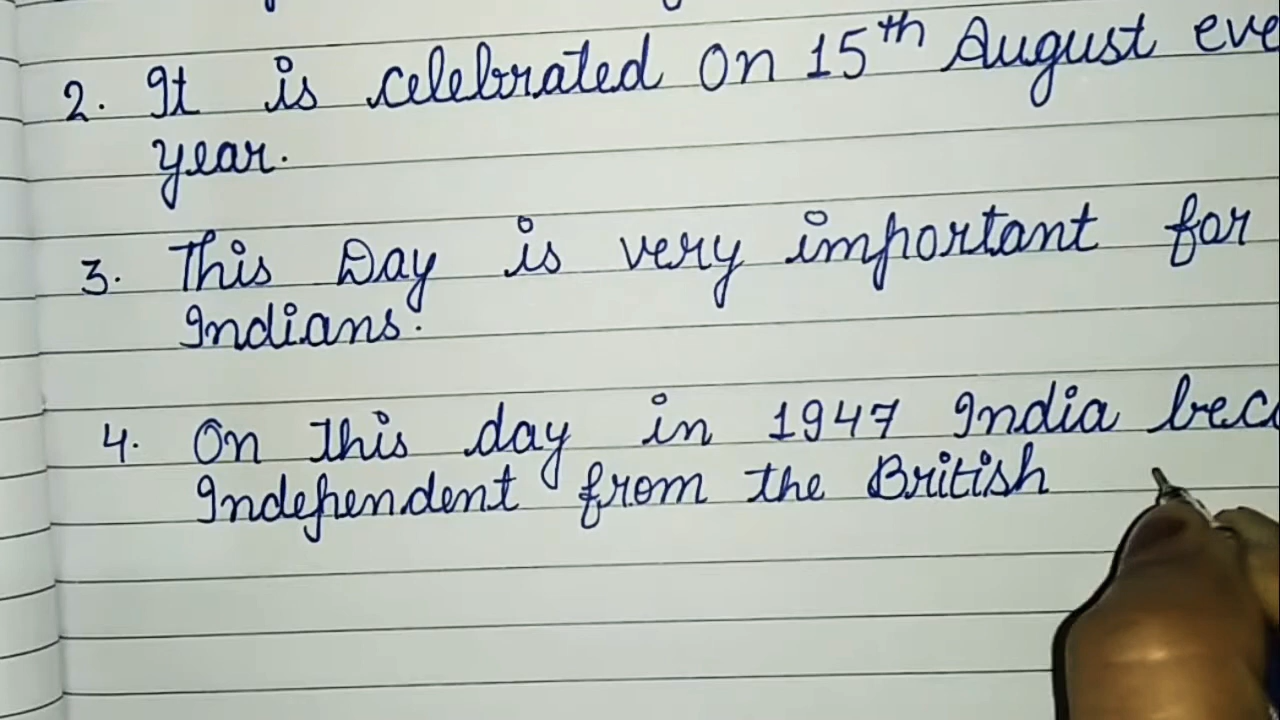 2. It is celebrated on 15th August eve
year.
3. This Day is very important for
Indians.
4. On this day in 1947 India bec
Independent from the British